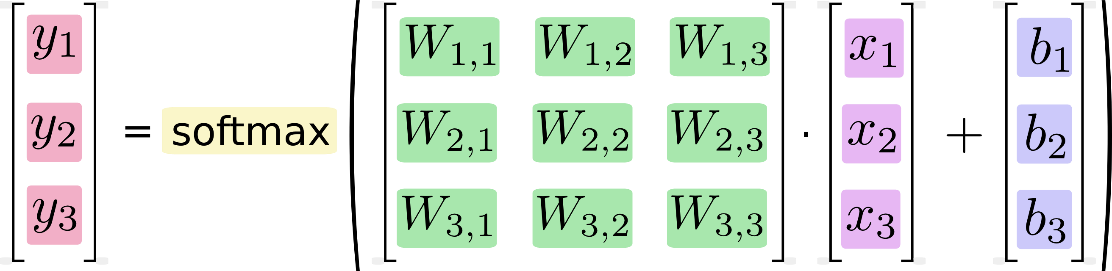 y₁ W₁,₁ W₁,₂ W₁,₃ x₁ b₁
y₂ = softmax ( W₂,₁ W₂,₂ W₂,₃ · x₂ + b₂ )
y₃ W₃,₁ W₃,₂ W₃,₃ x₃ b₃